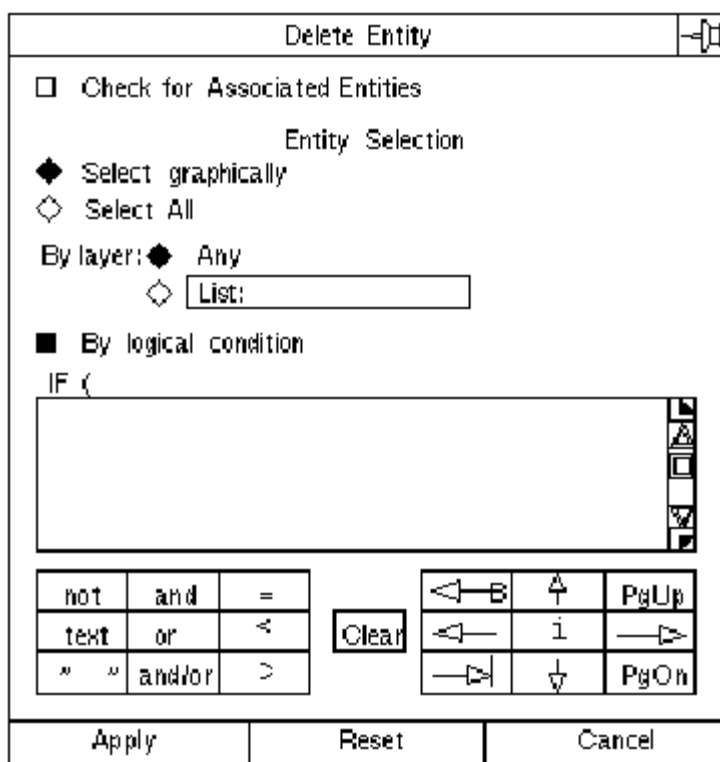 Delete Entity
Check for Associated Entities
Entity Selection
Select graphically
Select All
By layer: Any
List:
By logical condition
IF (
not and = B PgUp
text or < Clear i
" " and/or > PgOn
Apply Reset Cancel